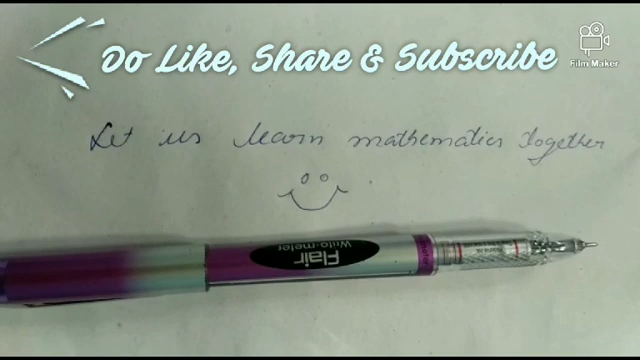 Do Like, Share & Subscribe
Film Maker
Let us learn mathematics together
Flair
Writo-meter